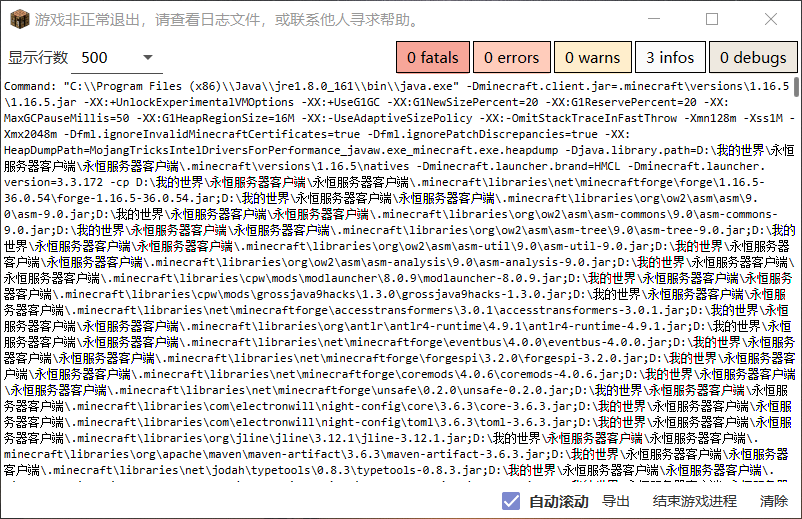 游戏非正常退出，请查看日志文件，或联系他人寻求帮助。
显示行数 500 0 fatals 0 errors 0 warns 3 infos 0 debugs
Command: "C:\\Program Files (x86)\\Java\\jre1.8.0_161\\bin\\java.exe" -Dminecraft.client.jar=.minecraft\versions\1.16.5
\1.16.5.jar -XX:+UnlockExperimentalVMOptions -XX:+UseG1GC -XX:G1NewSizePercent=20 -XX:G1ReservePercent=20 -XX:
MaxGCPauseMillis=50 -XX:G1HeapRegionSize=16M -XX:-UseAdaptiveSizePolicy -XX:-OmitStackTraceInFastThrow -Xmn128m -Xss1M -
Xmx2048m -Dfml.ignoreInvalidMinecraftCertificates=true -Dfml.ignorePatchDiscrepancies=true -XX:
HeapDumpPath=MojangTricksIntelDriversForPerformance_javaw.exe_minecraft.exe.heapdump -Djava.library.path=D:\我的世界\永
恒服务器客户端\永恒服务器客户端\.minecraft\versions\1.16.5\natives -Dminecraft.launcher.brand=HMCL -Dminecraft.launcher.
version=3.3.172 -cp D:\我的世界\永恒服务器客户端\永恒服务器客户端\.minecraft\libraries\net\minecraftforge\forge\1.16.5-
36.0.54\forge-1.16.5-36.0.54.jar;D:\我的世界\永恒服务器客户端\永恒服务器客户端\.minecraft\libraries\org\ow2\asm\asm\9.
0\asm-9.0.jar;D:\我的世界\永恒服务器客户端\永恒服务器客户端\.minecraft\libraries\org\ow2\asm\asm-commons\9.0\asm-commons-
9.0.jar;D:\我的世界\永恒服务器客户端\永恒服务器客户端\.minecraft\libraries\org\ow2\asm\asm-tree\9.0\asm-tree-9.0.jar;D:\我的
世界\永恒服务器客户端\永恒服务器客户端\.minecraft\libraries\org\ow2\asm\asm-util\9.0\asm-util-9.0.jar;D:\我的世界\永恒服务器
客户端\永恒服务器客户端\.minecraft\libraries\org\ow2\asm\asm-analysis\9.0\asm-analysis-9.0.jar;D:\我的世界\永恒服务器客户端\
永恒服务器客户端\.minecraft\libraries\cpw\mods\modlauncher\8.0.9\modlauncher-8.0.9.jar;D:\我的世界\永恒服务器客户端\永恒服务
器客户端\.minecraft\libraries\cpw\mods\grossjava9hacks\1.3.0\grossjava9hacks-1.3.0.jar;D:\我的世界\永恒服务器客户端\永恒服
务器客户端\.minecraft\libraries\net\minecraftforge\accesstransformers\3.0.1\accesstransformers-3.0.1.jar;D:\我的世界\永恒
服务器客户端\永恒服务器客户端\.minecraft\libraries\org\antlr\antlr4-runtime\4.9.1\antlr4-runtime-4.9.1.jar;D:\我的世界\永恒
服务器客户端\永恒服务器客户端\.minecraft\libraries\net\minecraftforge\eventbus\4.0.0\eventbus-4.0.0.jar;D:\我的世界\永恒服务
器客户端\永恒服务器客户端\.minecraft\libraries\net\minecraftforge\forgespi\3.2.0\forgespi-3.2.0.jar;D:\我的世界\永恒服务器客
户端\永恒服务器客户端\.minecraft\libraries\net\minecraftforge\coremods\4.0.6\coremods-4.0.6.jar;D:\我的世界\永恒服务器客户端
\永恒服务器客户端\.minecraft\libraries\net\minecraftforge\unsafe\0.2.0\unsafe-0.2.0.jar;D:\我的世界\永恒服务器客户端\永恒服
务器客户端\.minecraft\libraries\com\electronwill\night-config\core\3.6.3\core-3.6.3.jar;D:\我的世界\永恒服务器客户端\永恒服
务器客户端\.minecraft\libraries\com\electronwill\night-config\toml\3.6.3\toml-3.6.3.jar;D:\我的世界\永恒服务器客户端\永恒服
务器客户端\.minecraft\libraries\org\jline\jline\3.12.1\jline-3.12.1.jar;D:\我的世界\永恒服务器客户端\永恒服务器客户端\.
minecraft\libraries\org\apache\maven\maven-artifact\3.6.3\maven-artifact-3.6.3.jar;D:\我的世界\永恒服务器客户端\永恒服务器
客户端\.minecraft\libraries\net\jodah\typetools\0.8.3\typetools-0.8.3.jar;D:\我的世界\永恒服务器客户端\永恒服务器客户端\.
自动滚动 导出 结束游戏进程 清除